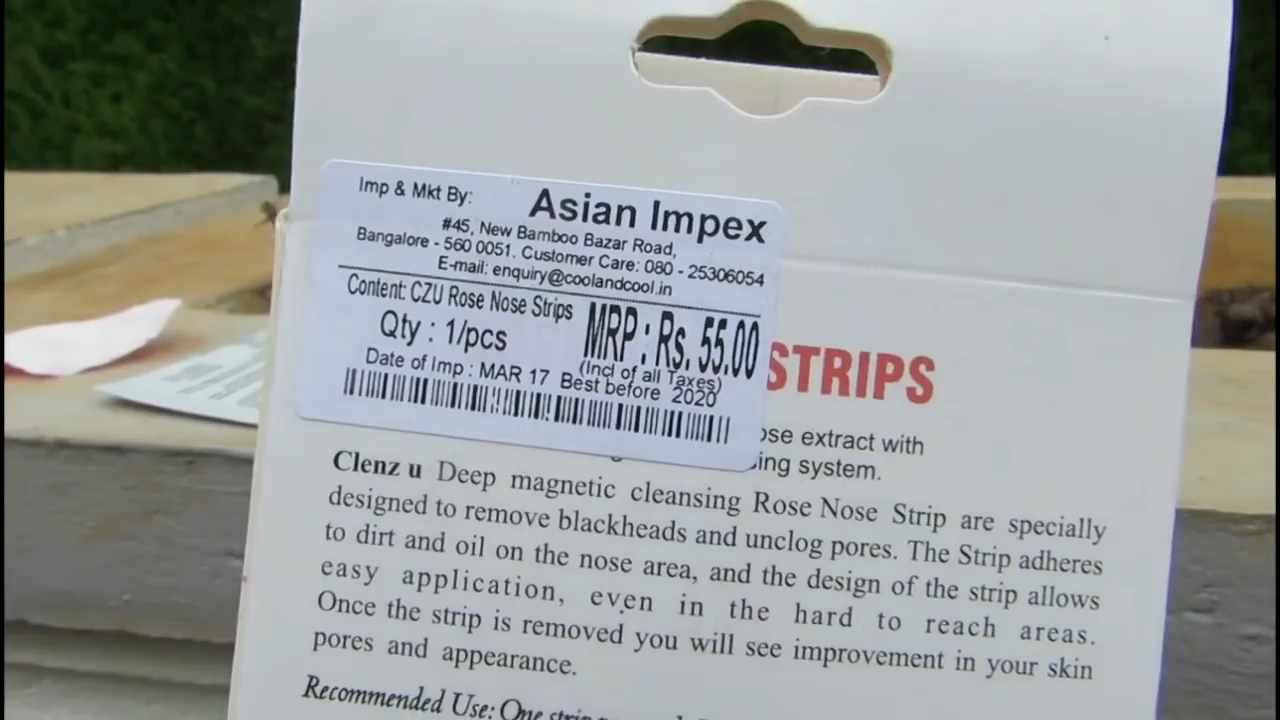 Imp & Mkt By: Asian Impex
#45, New Bamboo Bazar Road,
Bangalore - 560 0051. Customer Care: 080 - 25306054
E-mail: enquiry@coolandcool.in
Content: CZU Rose Nose Strips
Qty : 1/pcs
MRP : Rs. 55.00
(Incl of all Taxes)
Date of Imp : MAR 17 Best before 2020
STRIPS
extract with
system.
Clenz u Deep magnetic cleansing Rose Nose Strip are specially
designed to remove blackheads and unclog pores. The Strip adheres
to dirt and oil on the nose area, and the design of the strip allows
easy application, even in the hard to reach areas.
Once the strip is removed you will see improvement in your skin
pores and appearance.
Recommended Use: One